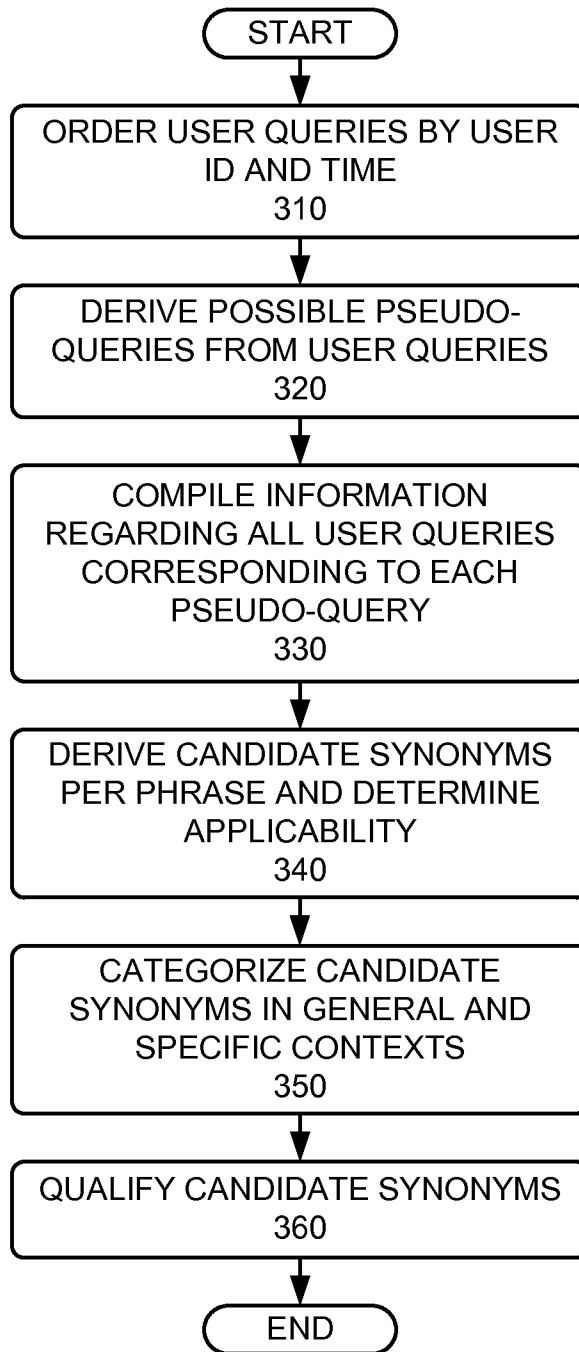 START
ORDER USER QUERIES BY USER
ID AND TIME
310
DERIVE POSSIBLE PSEUDO-
QUERIES FROM USER QUERIES
320
COMPILE INFORMATION
REGARDING ALL USER QUERIES
CORRESPONDING TO EACH
PSEUDO-QUERY
330
DERIVE CANDIDATE SYNONYMS
PER PHRASE AND DETERMINE
APPLICABILITY
340
CATEGORIZE CANDIDATE
SYNONYMS IN GENERAL AND
SPECIFIC CONTEXTS
350
QUALIFY CANDIDATE SYNONYMS
360
END